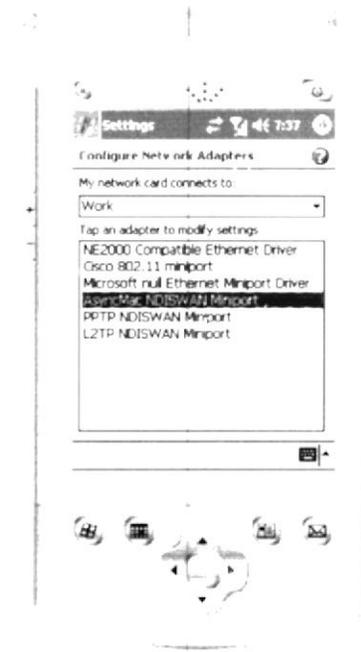 Settings 7:37
Configure Network Adapters
My network card connects to:
Work
Tap an adapter to modify settings
NE2000 Compatible Ethernet Driver
Cisco 802.11 miniport
Microsoft null Ethernet Miniport Driver
AsyncMac NDISWAN Miniport
PPTP NDISWAN Miniport
L2TP NDISWAN Miniport